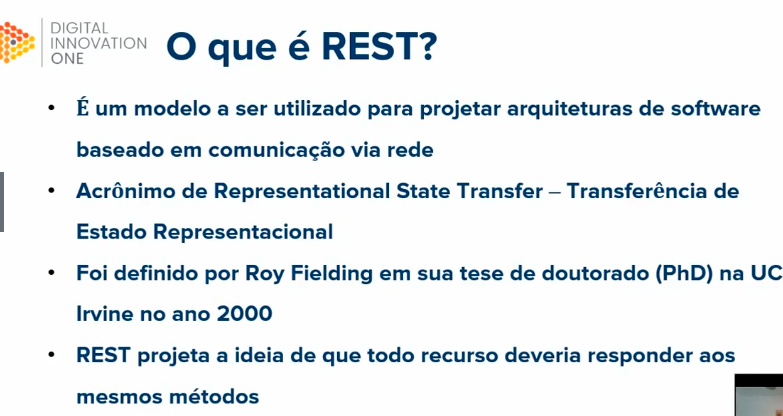 DIGITAL
INNOVATION
ONE
O que é REST?
• É um modelo a ser utilizado para projetar arquiteturas de software
baseado em comunicação via rede
• Acrônimo de Representational State Transfer – Transferência de
Estado Representacional
• Foi definido por Roy Fielding em sua tese de doutorado (PhD) na UC
Irvine no ano 2000
• REST projeta a ideia de que todo recurso deveria responder aos
mesmos métodos